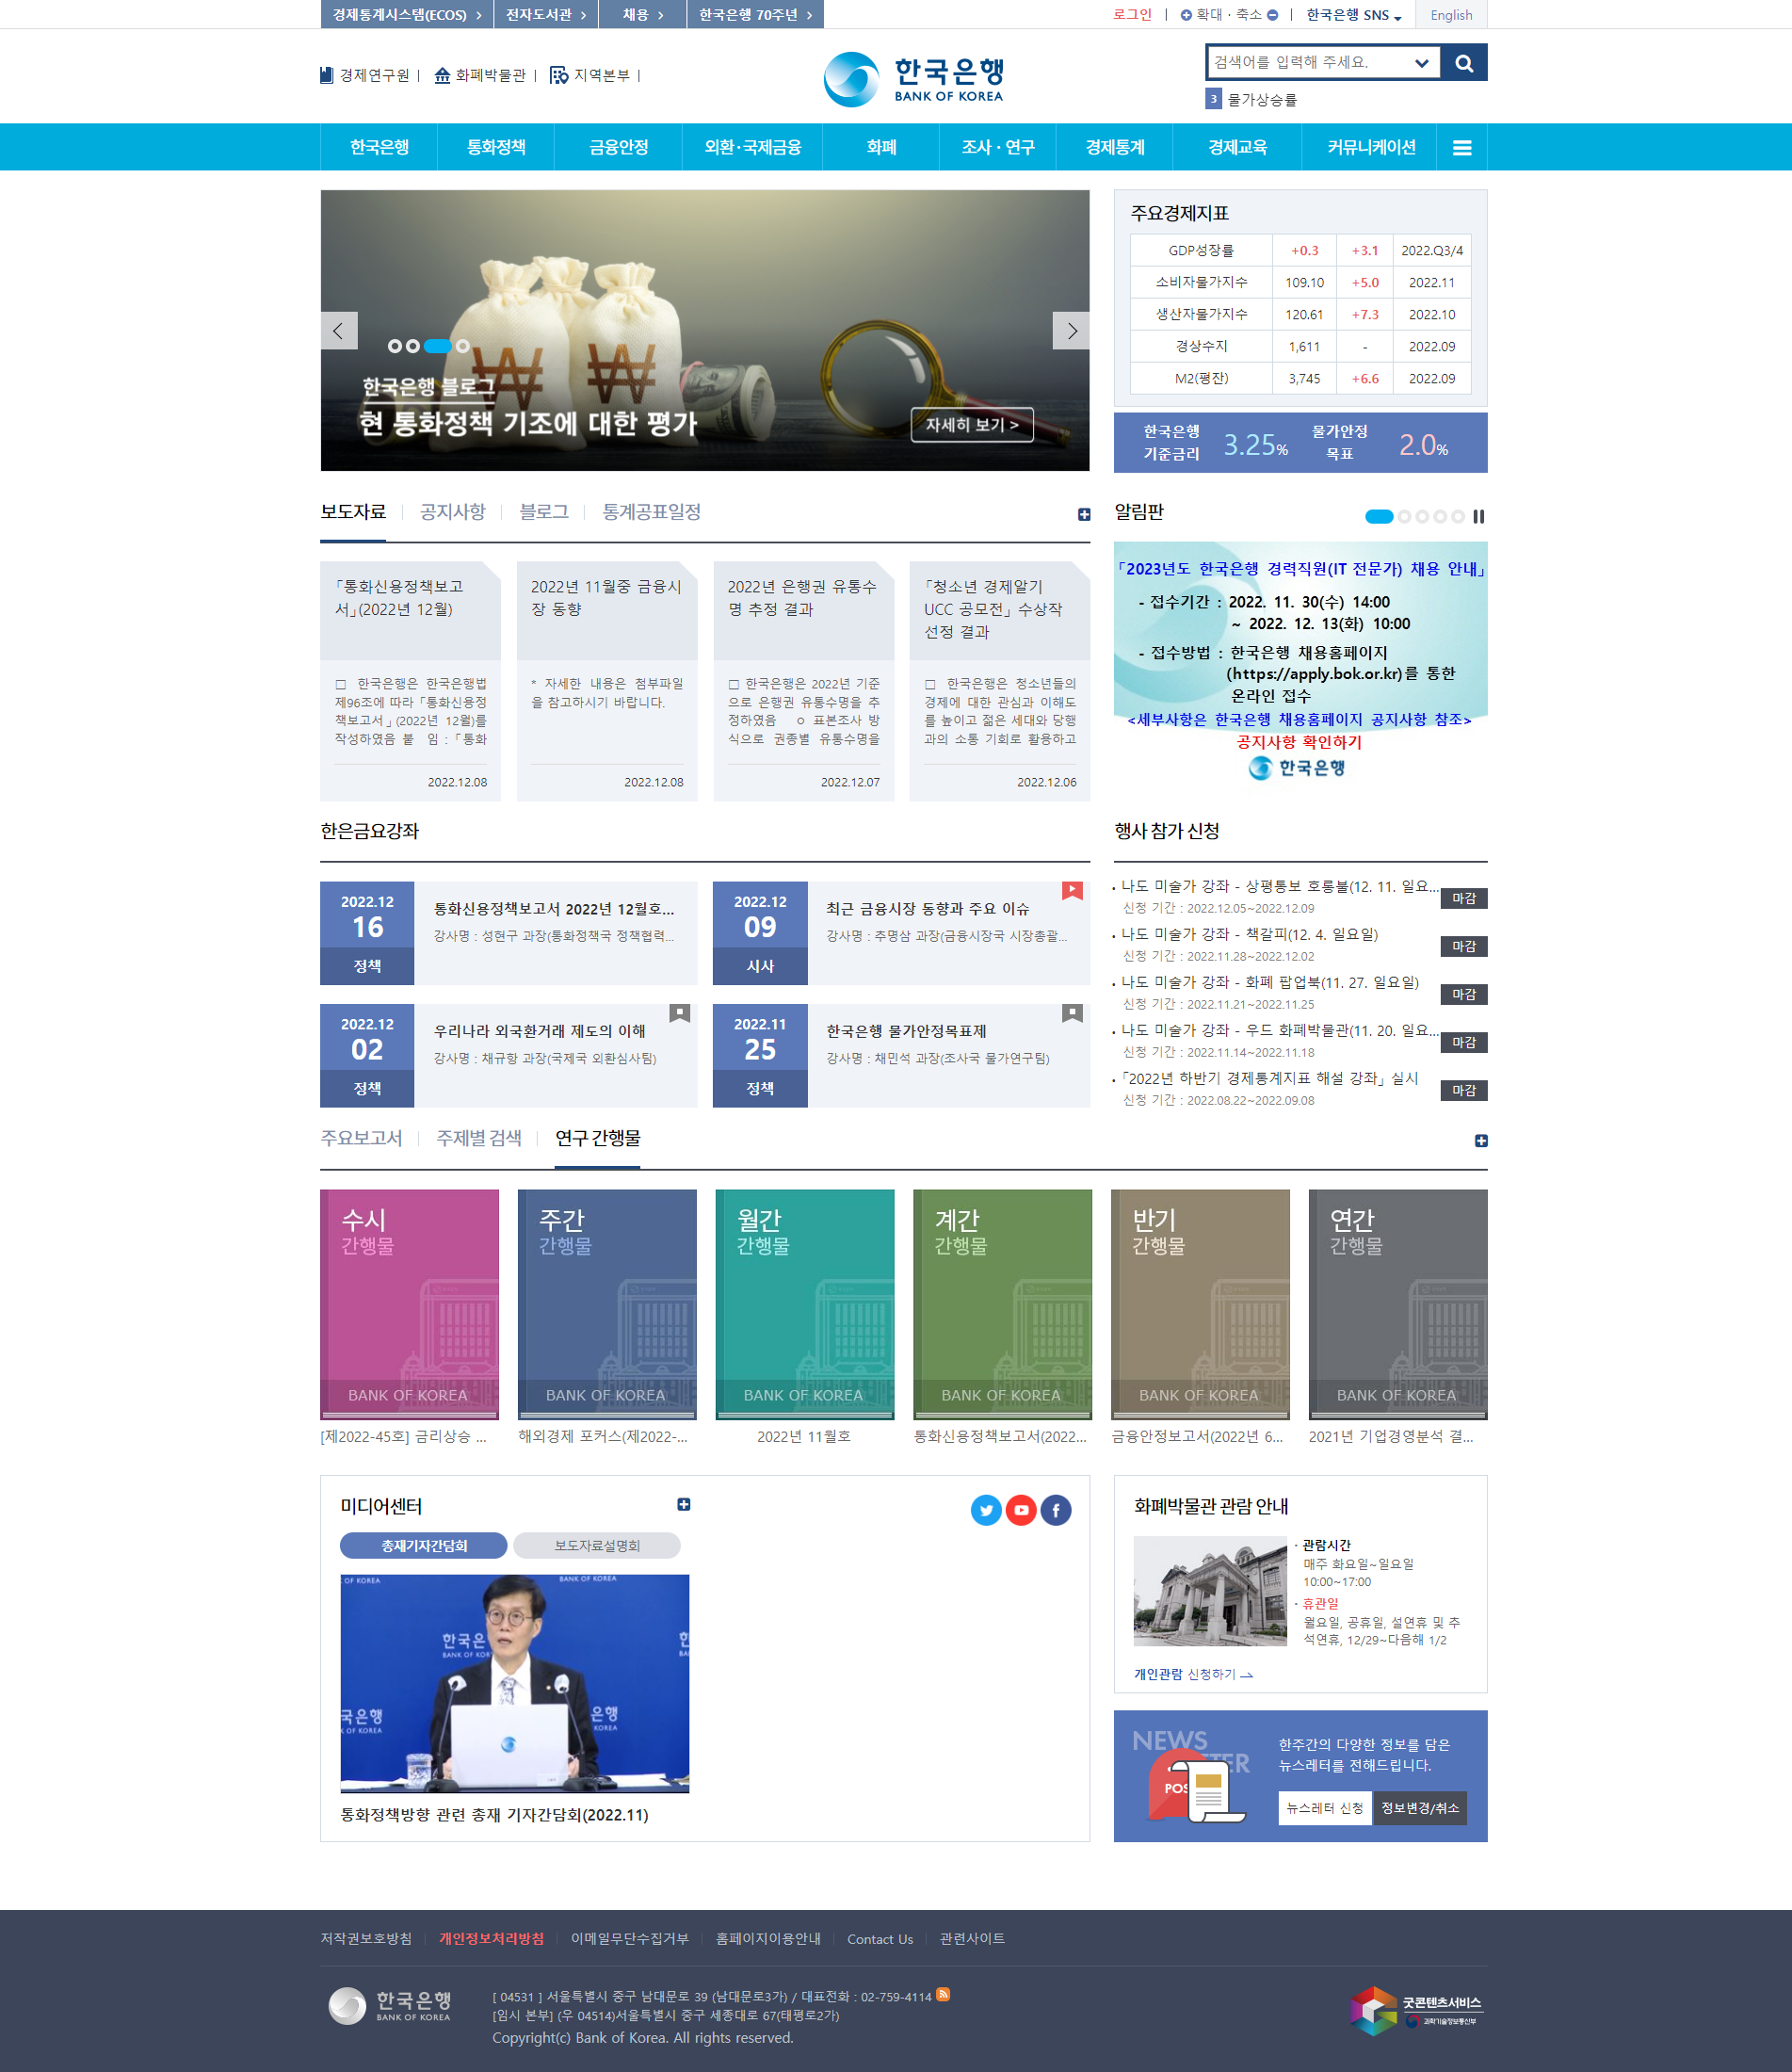 경제통계시스템(ECOS)
전자도서관
채용
한국은행 70주년
로그인
확대 · 축소
한국은행 SNS
English
경제연구원
화폐박물관
지역본부
한국은행
BANK OF KOREA
검색어를 입력해 주세요.
3 물가상승률
한국은행
통화정책
금융안정
외환·국제금융
화폐
조사 · 연구
경제통계
경제교육
커뮤니케이션
한국은행 블로그
현 통화정책 기조에 대한 평가
자세히 보기 >
주요경제지표
GDP성장률 +0.3 +3.1 2022.Q3/4
소비자물가지수 109.10 +5.0 2022.11
생산자물가지수 120.61 +7.3 2022.10
경상수지 1,611 - 2022.09
M2(평잔) 3,745 +6.6 2022.09
한국은행
기준금리
3.25%
물가안정
목표
2.0%
보도자료
공지사항
블로그
통계공표일정
「통화신용정책보고
서」(2022년 12월)
□ 한국은행은 한국은행법
제96조에 따라 「통화신용정
책보고서」(2022년 12월)를
작성하였음 붙 임 : 「통화
2022.12.08
2022년 11월중 금융시
장 동향
* 자세한 내용은 첨부파일
을 참고하시기 바랍니다.
2022.12.08
2022년 은행권 유통수
명 추정 결과
□ 한국은행은 2022년 기준
으로 은행권 유통수명을 추
정하였음 ㅇ 표본조사 방
식으로 권종별 유통수명을
2022.12.07
「청소년 경제알기
UCC 공모전」 수상작
선정 결과
□ 한국은행은 청소년들의
경제에 대한 관심과 이해도
를 높이고 젊은 세대와 당행
과의 소통 기회로 활용하고
2022.12.06
알림판
「2023년도 한국은행 경력직원(IT 전문가) 채용 안내」
- 접수기간 : 2022. 11. 30(수) 14:00
~ 2022. 12. 13(화) 10:00
- 접수방법 : 한국은행 채용홈페이지
(https://apply.bok.or.kr)를 통한
온라인 접수
<세부사항은 한국은행 채용홈페이지 공지사항 참조>
공지사항 확인하기
한국은행
한은금요강좌
2022.12
16
정책
통화신용정책보고서 2022년 12월호...
강사명 : 성현구 과장(통화정책국 정책협력...
2022.12
09
시사
최근 금융시장 동향과 주요 이슈
강사명 : 주명삼 과장(금융시장국 시장총괄...
2022.12
02
정책
우리나라 외국환거래 제도의 이해
강사명 : 채규항 과장(국제국 외환심사팀)
2022.11
25
정책
한국은행 물가안정목표제
강사명 : 채민석 과장(조사국 물가연구팀)
행사 참가 신청
나도 미술가 강좌 - 상평통보 호롱불(12. 11. 일요...
신청 기간 : 2022.12.05~2022.12.09
마감
나도 미술가 강좌 - 책갈피(12. 4. 일요일)
신청 기간 : 2022.11.28~2022.12.02
마감
나도 미술가 강좌 - 화폐 팝업북(11. 27. 일요일)
신청 기간 : 2022.11.21~2022.11.25
마감
나도 미술가 강좌 - 우드 화폐박물관(11. 20. 일요...
신청 기간 : 2022.11.14~2022.11.18
마감
「2022년 하반기 경제통계지표 해설 강좌」 실시
신청 기간 : 2022.08.22~2022.09.08
마감
주요보고서
주제별 검색
연구 간행물
수시
간행물
BANK OF KOREA
[제2022-45호] 금리상승 ...
주간
간행물
BANK OF KOREA
해외경제 포커스(제2022-...
월간
간행물
BANK OF KOREA
2022년 11월호
계간
간행물
BANK OF KOREA
통화신용정책보고서(2022...
반기
간행물
BANK OF KOREA
금융안정보고서(2022년 6...
연간
간행물
BANK OF KOREA
2021년 기업경영분석 결...
미디어센터
총재기자간담회
보도자료설명회
OF KOREA
BANK OF KOREA
한국은
BANK OF KOR
한
국은행
K OF KOREA
은행
KOREA
통화정책방향 관련 총재 기자간담회(2022.11)
화폐박물관 관람 안내
· 관람시간
매주 화요일~일요일
10:00~17:00
· 휴관일
월요일, 공휴일, 설연휴 및 추
석연휴, 12/29~다음해 1/2
개인관람 신청하기
NEWS
TER
POS
한주간의 다양한 정보를 담은
뉴스레터를 전해드립니다.
뉴스레터 신청
정보변경/취소
저작권보호방침
개인정보처리방침
이메일무단수집거부
홈페이지이용안내
Contact Us
관련사이트
한국은행
BANK OF KOREA
[ 04531 ] 서울특별시 중구 남대문로 39 (남대문로3가) / 대표전화 : 02-759-4114
[임시 본부] (우 04514)서울특별시 중구 세종대로 67(태평로2가)
Copyright(c) Bank of Korea. All rights reserved.
굿콘텐츠서비스
과학기술정보통신부